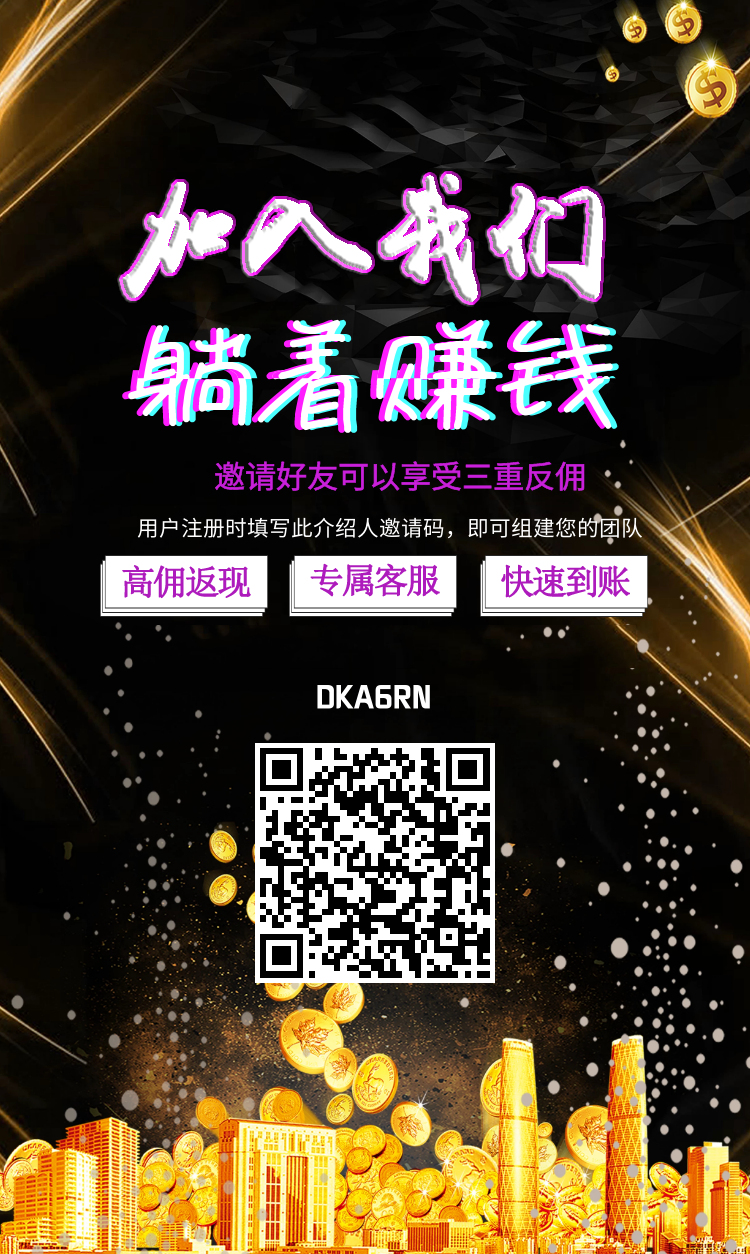 加入我们
躺着赚钱
邀请好友可以享受三重反佣
用户注册时填写此介绍人邀请码，即可组建您的团队
高佣返现 专属客服 快速到账
DKA6RN